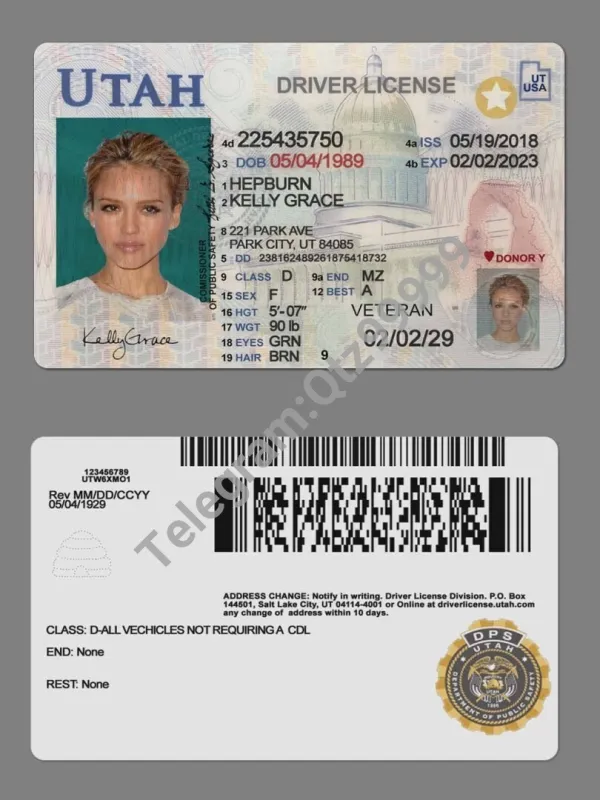 UTAH
DRIVER LICENSE
UT
USA
4d 225435750
4a ISS 05/19/2018
3 DOB 05/04/1989
4b EXP 02/02/2023
1 HEPBURN
2 KELLY GRACE
8 221 PARK AVE
PARK CITY, UT 84085
5 DD 238162489261875418732
DONOR Y
9 CLASS D 9a END MZ
12 BEST A
15 SEX F
16 HGT 5'-07"
VETERAN
17 WGT 90 lb
02/02/29
18 EYES GRN
19 HAIR BRN 9
COMISSIONER
OF PUBLIC SAFETY
KellyGrace
Telegram:Qtz99999
123456789
UTW6XMO1
Rev MM/DD/CCYY
05/04/1929
ADDRESS CHANGE: Notify in writing. Driver License Division. P.O. Box
144501, Salt Lake City, UT 04114-4001 or Online at driverlicense.utah.com
any change of address within 10 days.
CLASS: D-ALL VECHICLES NOT REQUIRING A CDL
END: None
REST: None
DPS
UTAH
DEPARTMENT OF PUBLIC SAFETY